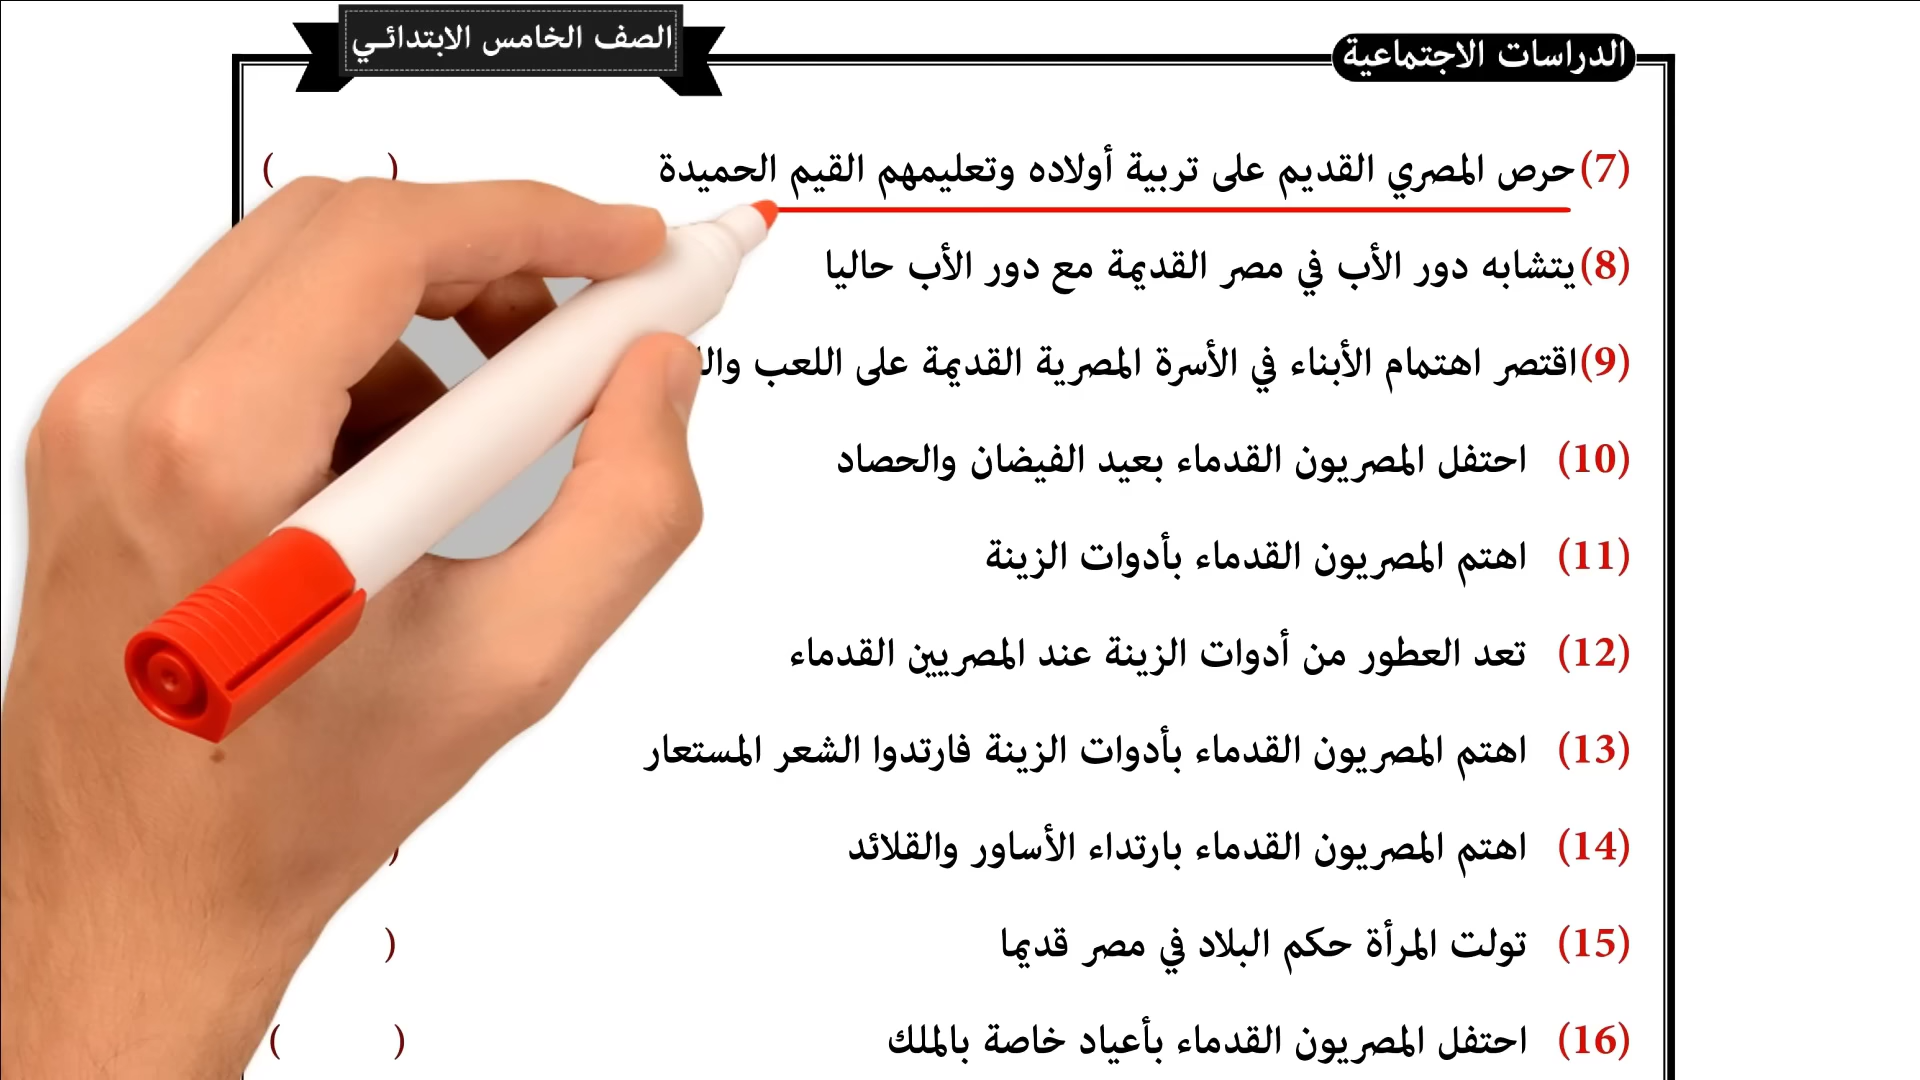 الدراسات الاجتماعية
الصف الخامس الابتدائي
(7) حرص المصري القديم على تربية أولاده وتعليمهم القيم الحميدة ( )
(8) يتشابه دور الأب في مصر القديمة مع دور الأب حاليا
(9) اقتصر اهتمام الأبناء في الأسرة المصرية القديمة على اللعب
(10) احتفل المصريون القدماء بعيد الفيضان والحصاد
(11) اهتم المصريون القدماء بأدوات الزينة
(12) تعد العطور من أدوات الزينة عند المصريين القدماء
(13) اهتم المصريون القدماء بأدوات الزينة فارتدوا الشعر المستعار
(14) اهتم المصريون القدماء بارتداء الأساور والقلائد
(15) تولت المرأة حكم البلاد في مصر قديما
(16) احتفل المصريون القدماء بأعياد خاصة بالملك ( )